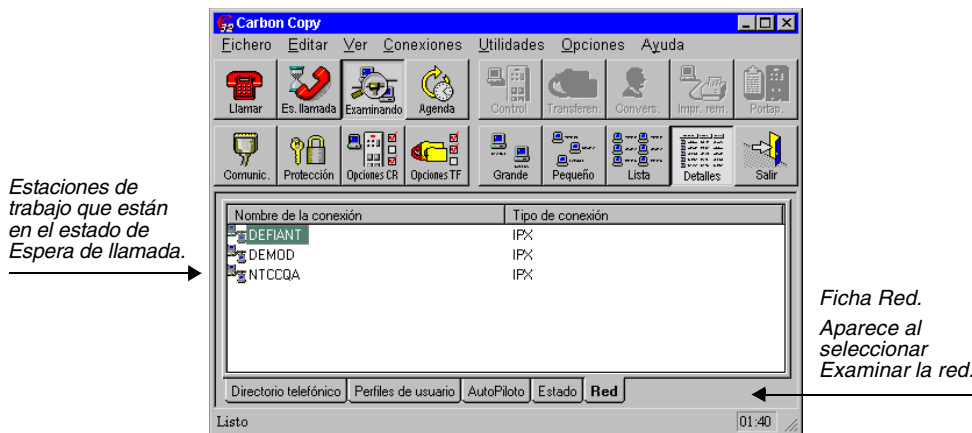 Carbon Copy
Fichero Editar Ver Conexiones Utilidades Opciones Ayuda
Llamar Es. llamada Examinando Agenda Control Transferen. Convers. Impr. rem. Portap.
Comunic. Protección Opciones CR Opciones TF Grande Pequeño Lista Detalles Salir
Estaciones de
trabajo que están
en el estado de
Espera de llamada.
Nombre de la conexión Tipo de conexión
DEFIANT IPX
DEMOD IPX
NTCCQA IPX
Ficha Red.
Aparece al
seleccionar
Examinar la red.
Directorio telefónico Perfiles de usuario AutoPiloto Estado Red
Listo 01:40